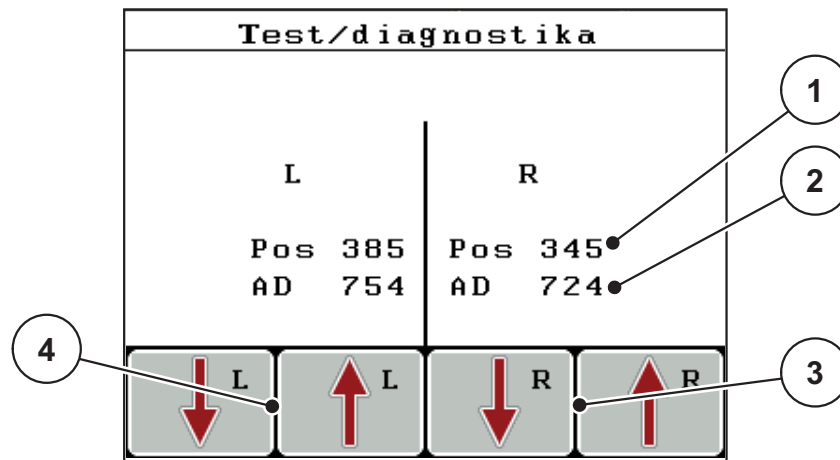 Test/diagnostika
1
2
L R
Pos 385 Pos 345
AD 754 AD 724
4
3
L L R R